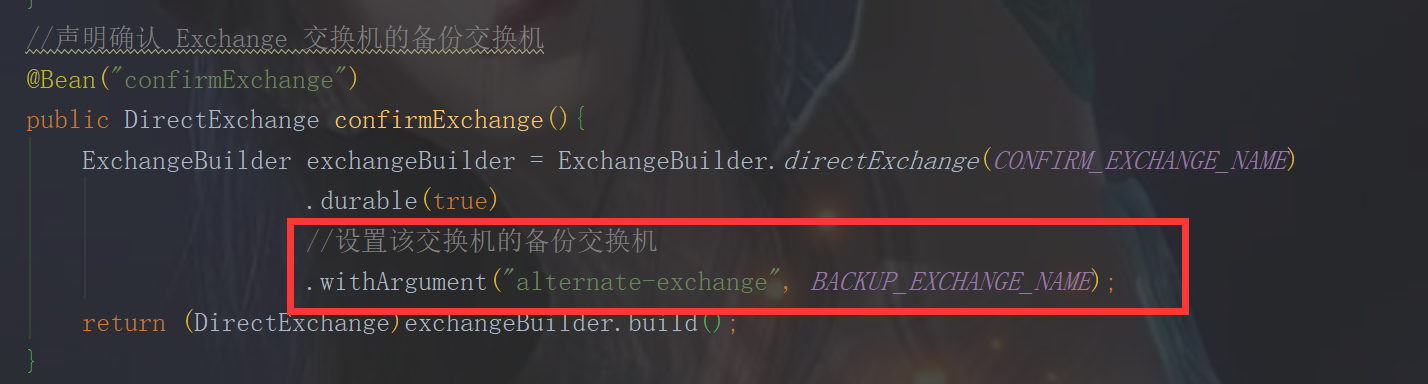 }
//声明确认 Exchange 交换机的备份交换机
@Bean("confirmExchange")
public DirectExchange confirmExchange(){
ExchangeBuilder exchangeBuilder = ExchangeBuilder.directExchange(CONFIRM_EXCHANGE_NAME)
.durable(true)
//设置该交换机的备份交换机
.withArgument("alternate-exchange", BACKUP_EXCHANGE_NAME);
return (DirectExchange)exchangeBuilder.build();
}